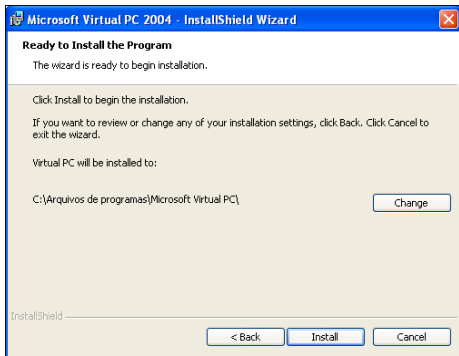 Microsoft Virtual PC 2004 - InstallShield Wizard
Ready to Install the Program
The wizard is ready to begin installation.
Click Install to begin the installation.
If you want to review or change any of your installation settings, click Back. Click Cancel to
exit the wizard.
Virtual PC will be installed to:
C:\Arquivos de programas\Microsoft Virtual PC\
Change
InstallShield
< Back Install Cancel